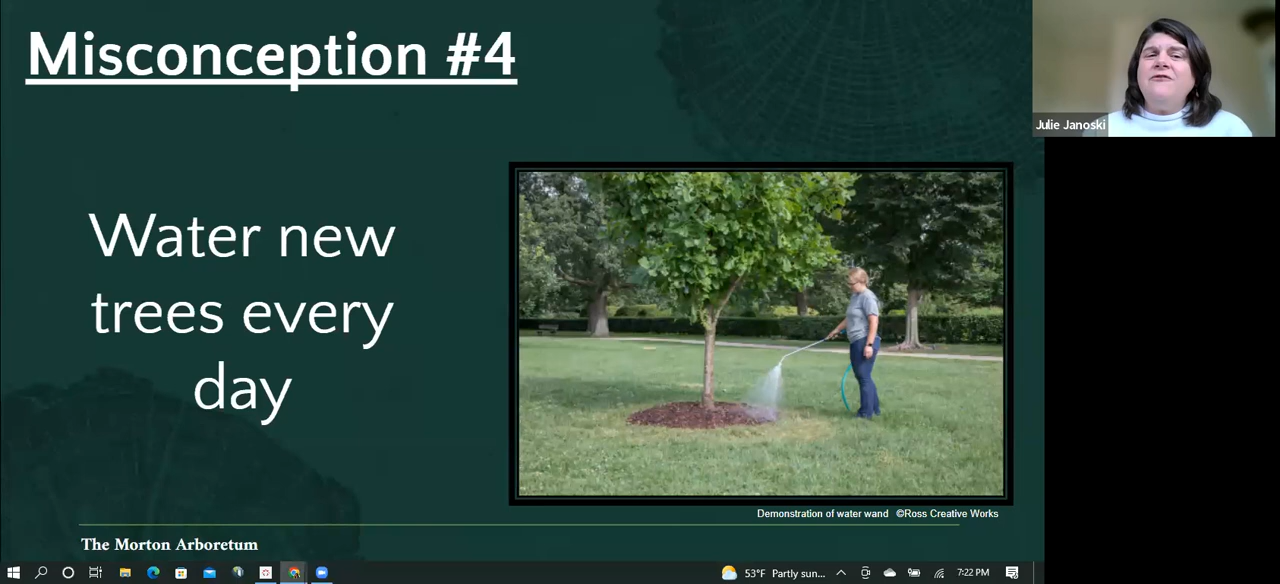 Misconception #4
Julie Janoski
Water new
trees every
day
Demonstration of water wand ©Ross Creative Works
The Morton Arboretum
53°F Partly sun...
7:22 PM